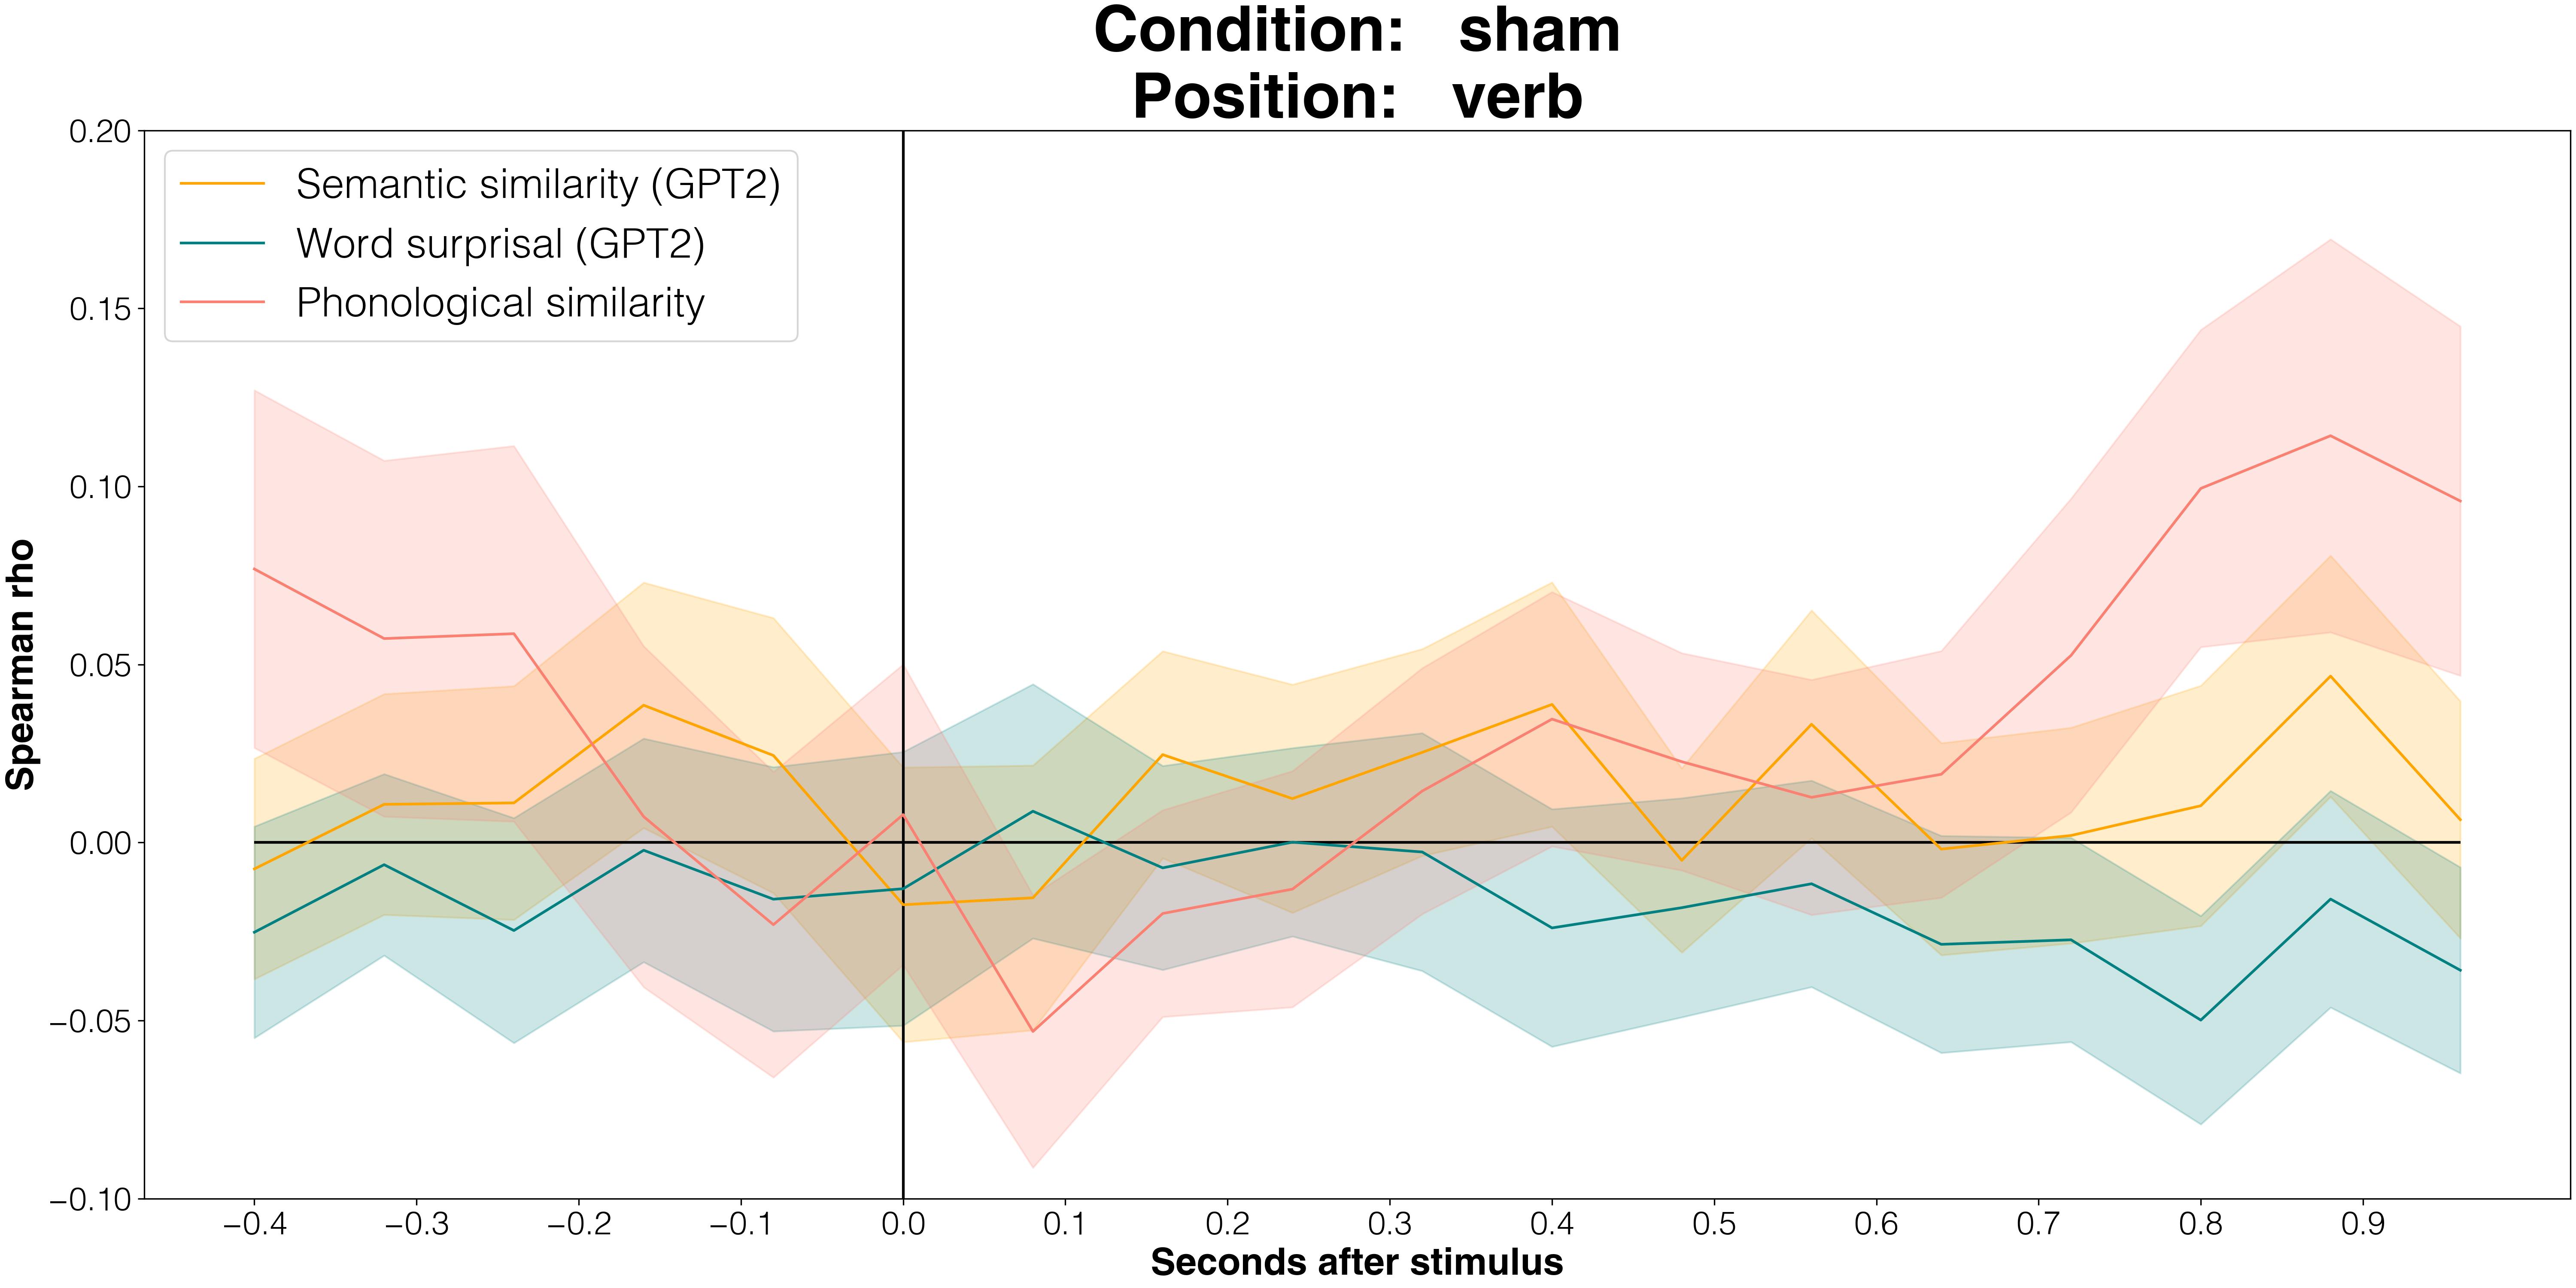 Condition:   sham
Position:   verb
0.20
0.15
0.10
0.05
0.00
−0.05
−0.10
Spearman rho
Semantic similarity (GPT2)
Word surprisal (GPT2)
Phonological similarity
−0.4 −0.3 −0.2 −0.1 0.0 0.1 0.2 0.3 0.4 0.5 0.6 0.7 0.8 0.9
Seconds after stimulus